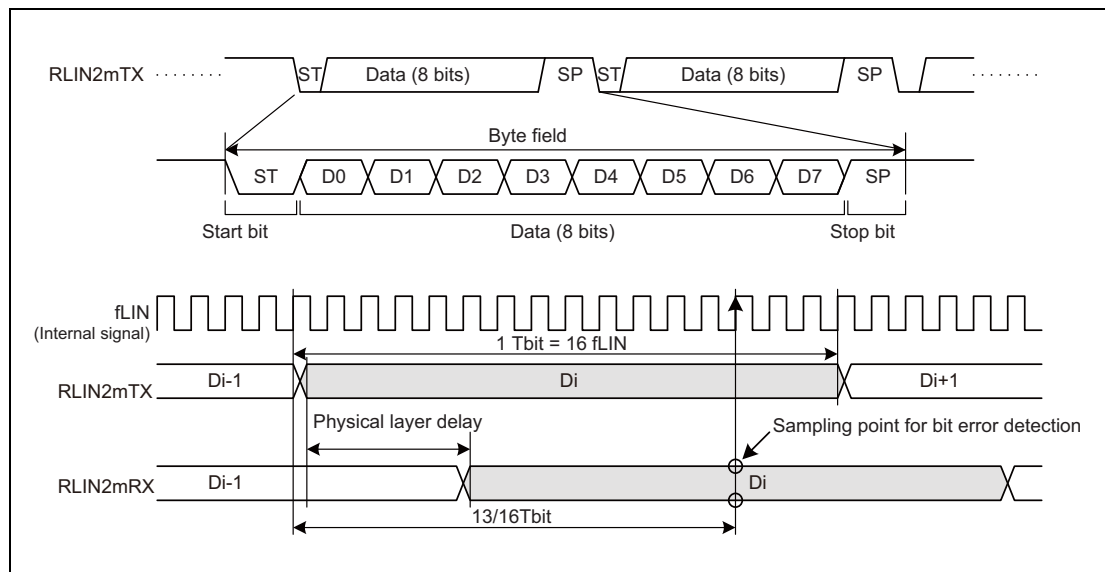 RLIN2mTX ST Data (8 bits) SP ST Data (8 bits) SP
Byte field
ST D0 D1 D2 D3 D4 D5 D6 D7 SP
Start bit Data (8 bits) Stop bit
fLIN
(Internal signal)
1 Tbit = 16 fLIN
RLIN2mTX Di-1 Di Di+1
Physical layer delay
Sampling point for bit error detection
RLIN2mRX Di-1 Di
13/16Tbit